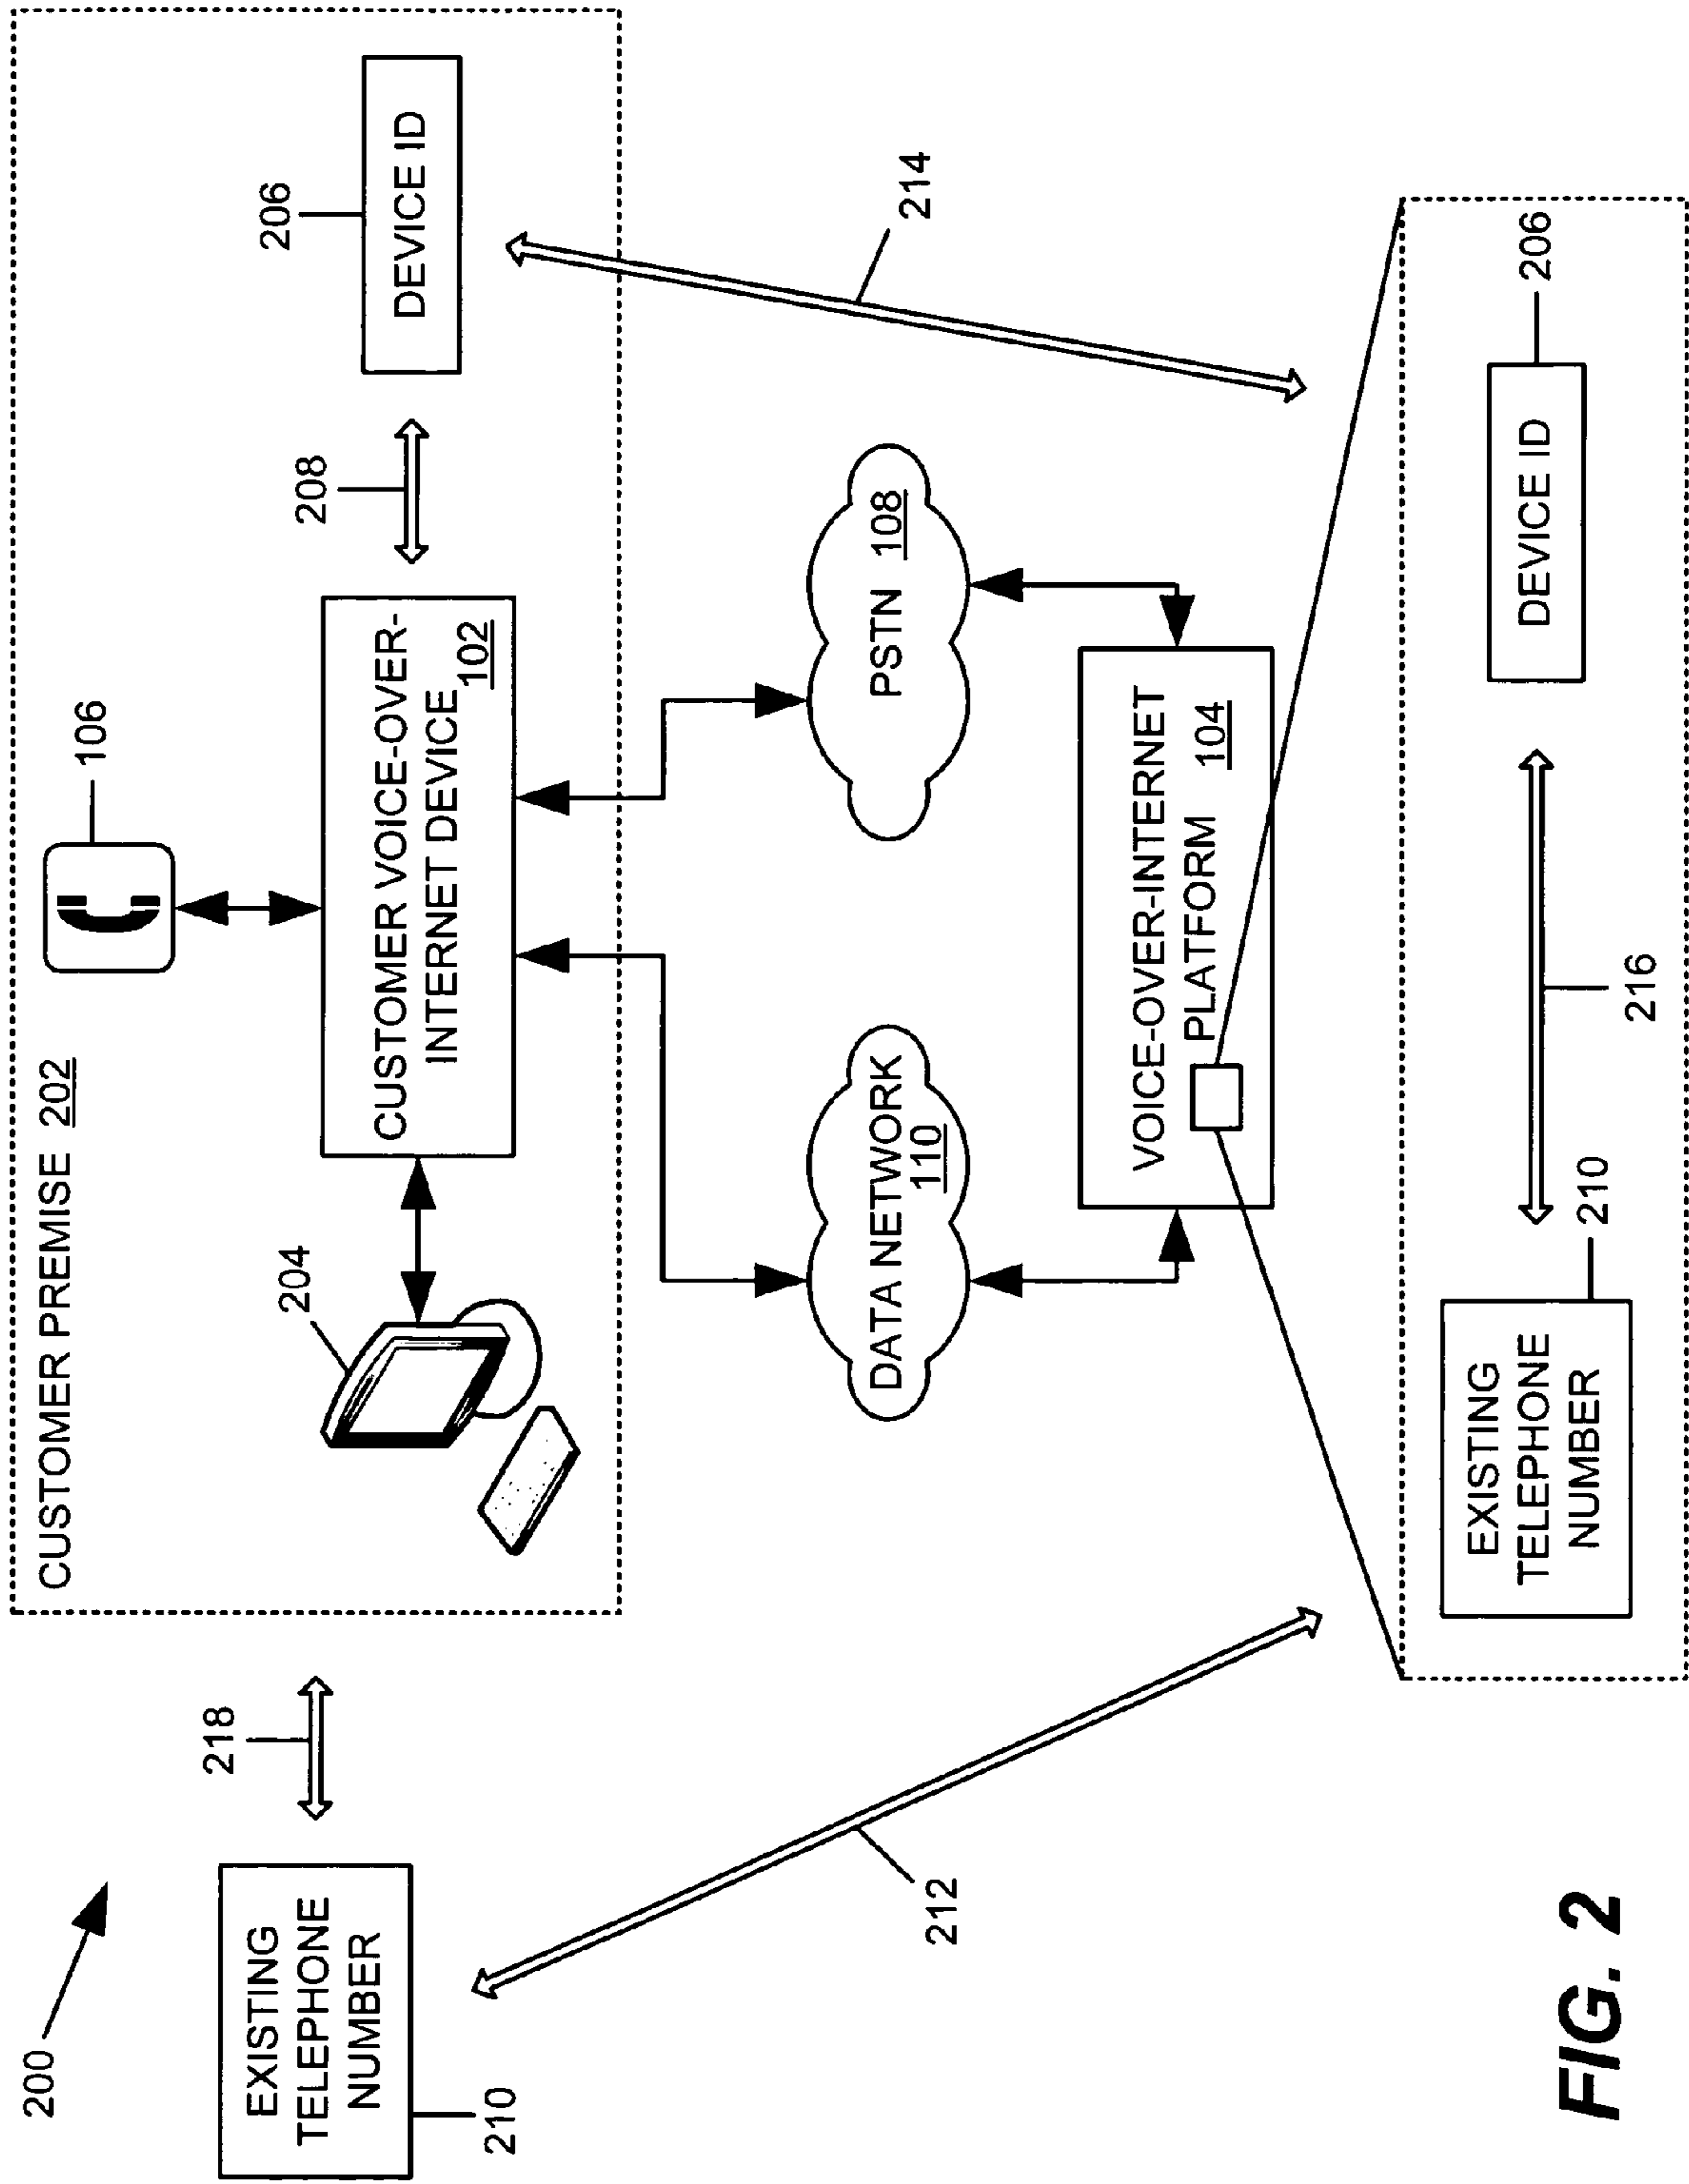 200
CUSTOMER PREMISE 202
106
206
204
208
218
EXISTING
TELEPHONE
NUMBER
210
CUSTOMER VOICE-OVER-
INTERNET DEVICE
102
DEVICE ID
DATA NETWORK
110
PSTN 108
214
212
VOICE-OVER-INTERNET
PLATFORM 104
EXISTING
TELEPHONE
NUMBER
210
216
DEVICE ID
206
FIG. 2